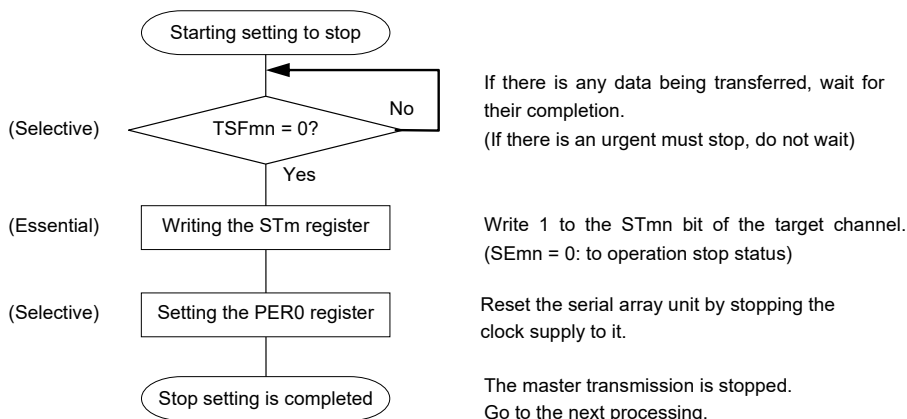 Starting setting to stop
If there is any data being transferred, wait for
their completion.
(If there is an urgent must stop, do not wait)
No
(Selective)
TSFmn = 0?
Yes
(Essential)
Writing the STm register
Write 1 to the STmn bit of the target channel.
(SEmn = 0: to operation stop status)
(Selective)
Setting the PER0 register
Reset the serial array unit by stopping the
clock supply to it.
Stop setting is completed
The master transmission is stopped.
Go to the next processing.